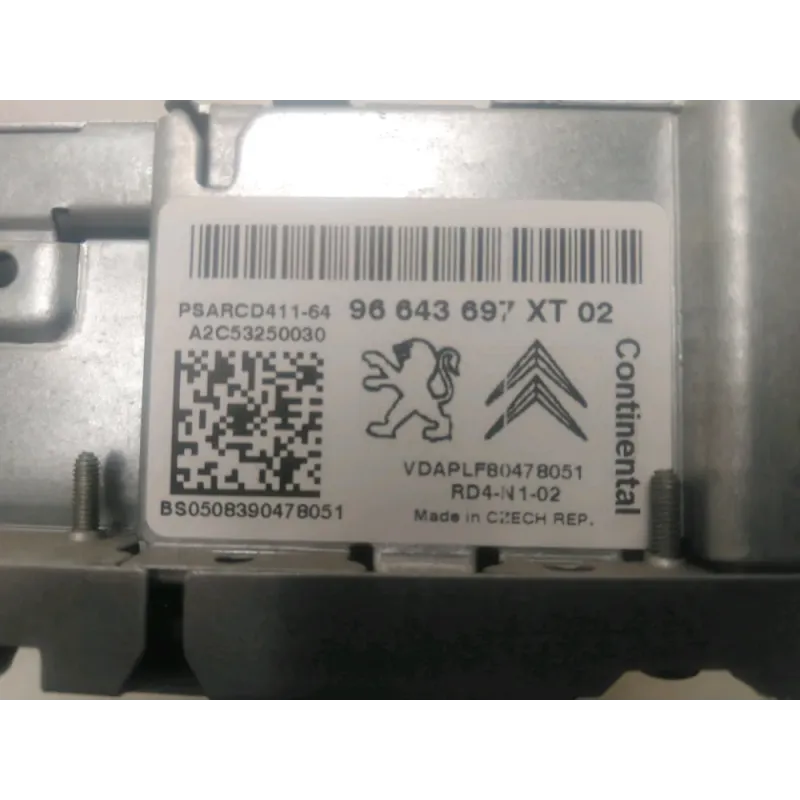 PSARCD411-64 96 643 697 XT 02
A2C53250030
Continental
VDAPLF80478051
RD4-N1-02
BS0508390478051
Made in CZECH REP.